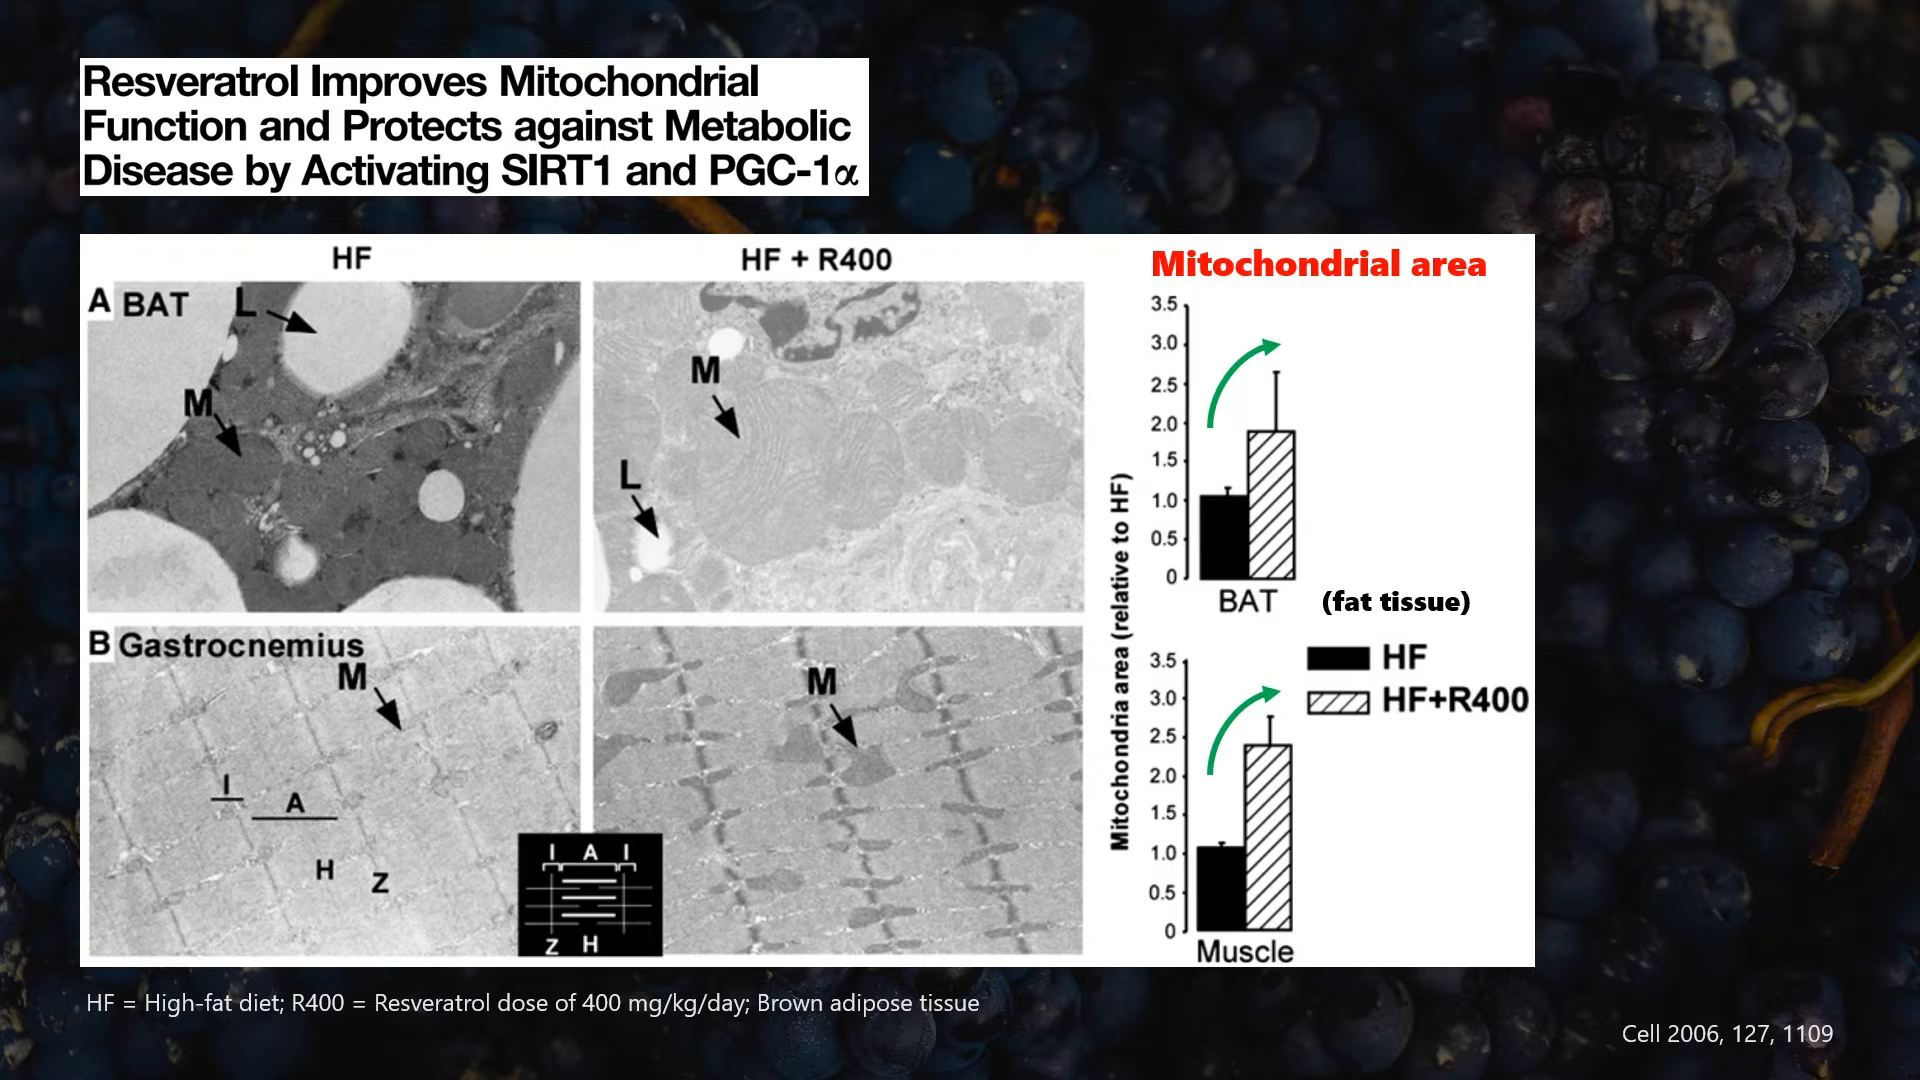 Resveratrol Improves Mitochondrial
Function and Protects against Metabolic
Disease by Activating SIRT1 and PGC-1α
HF
HF + R400
Mitochondrial area
A BAT
L
M
M
L
Mitochondria area (relative to HF)
3.5
3.0
2.5
2.0
1.5
1.0
0.5
0
BAT
(fat tissue)
B Gastrocnemius
M
I
A
H
Z
I A I
Z H
M
3.5
3.0
2.5
2.0
1.5
1.0
0.5
0
Muscle
HF
HF+R400
HF = High-fat diet; R400 = Resveratrol dose of 400 mg/kg/day; Brown adipose tissue
Cell 2006, 127, 1109